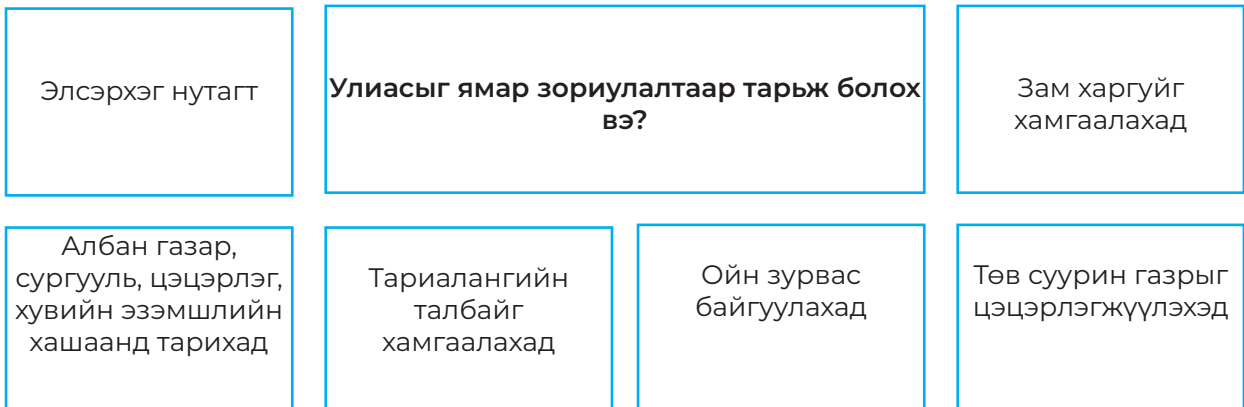 Элсэрхэг нутагт
Улиасыг ямар зориулалтаар тарьж болох
вэ?
Зам харгуйг
хамгаалахад
Албан газар,
сургууль, цэцэрлэг,
хувийн эзэмшлийн
хашаанд тарихад
Тариалангийн
талбайг
хамгаалахад
Ойн зурвас
байгуулахад
Төв суурин газрыг
цэцэрлэгжүүлэхэд